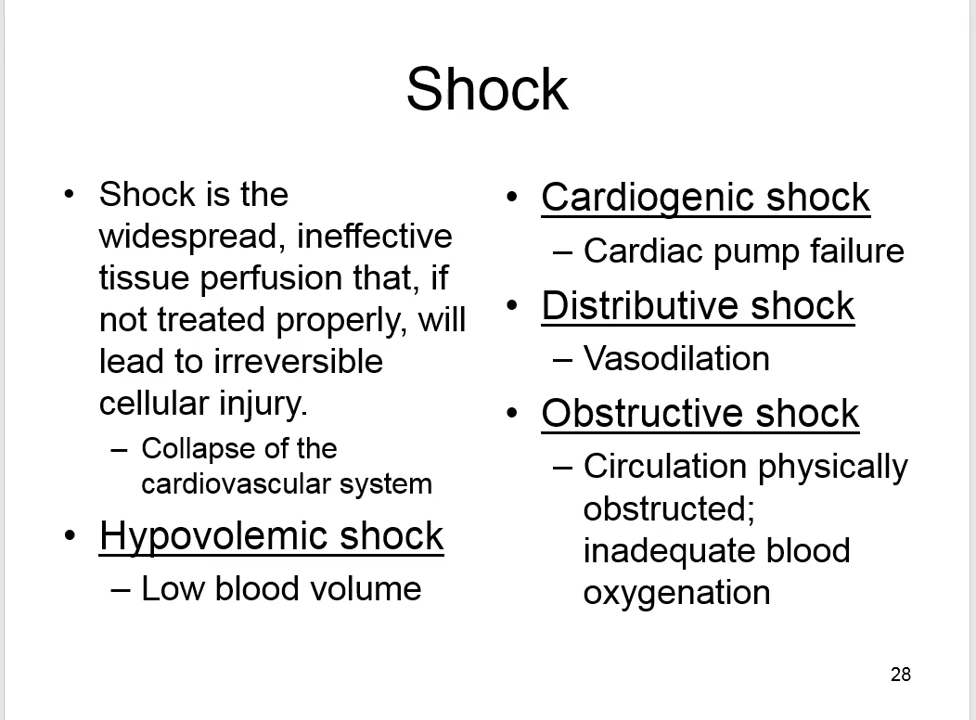 Shock
• Shock is the
widespread, ineffective
tissue perfusion that, if
not treated properly, will
lead to irreversible
cellular injury.
– Collapse of the
cardiovascular system
• Hypovolemic shock
– Low blood volume
• Cardiogenic shock
– Cardiac pump failure
• Distributive shock
– Vasodilation
• Obstructive shock
– Circulation physically
obstructed;
inadequate blood
oxygenation
28